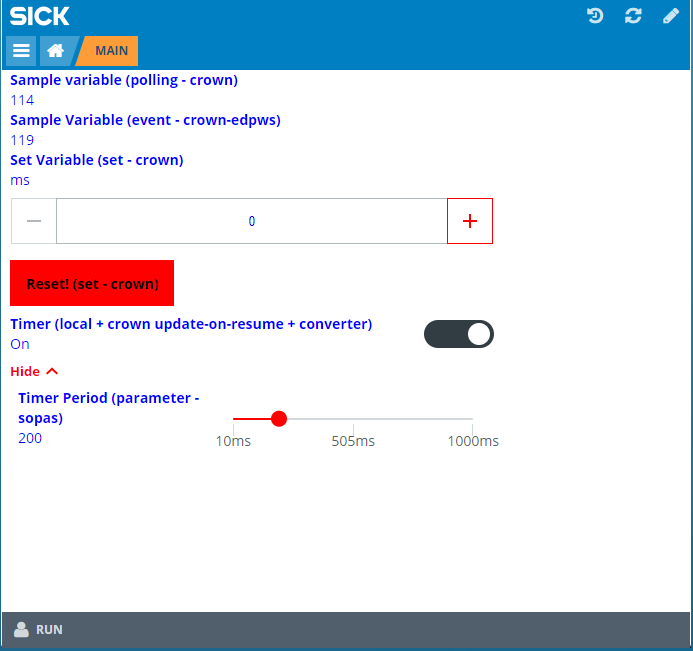 SICK
MAIN
Sample variable (polling - crown)
114
Sample Variable (event - crown-edpws)
119
Set Variable (set - crown)
ms
0
Reset! (set - crown)
Timer (local + crown update-on-resume + converter)
On
Hide
Timer Period (parameter -
sopas)
200
10ms 505ms 1000ms
RUN